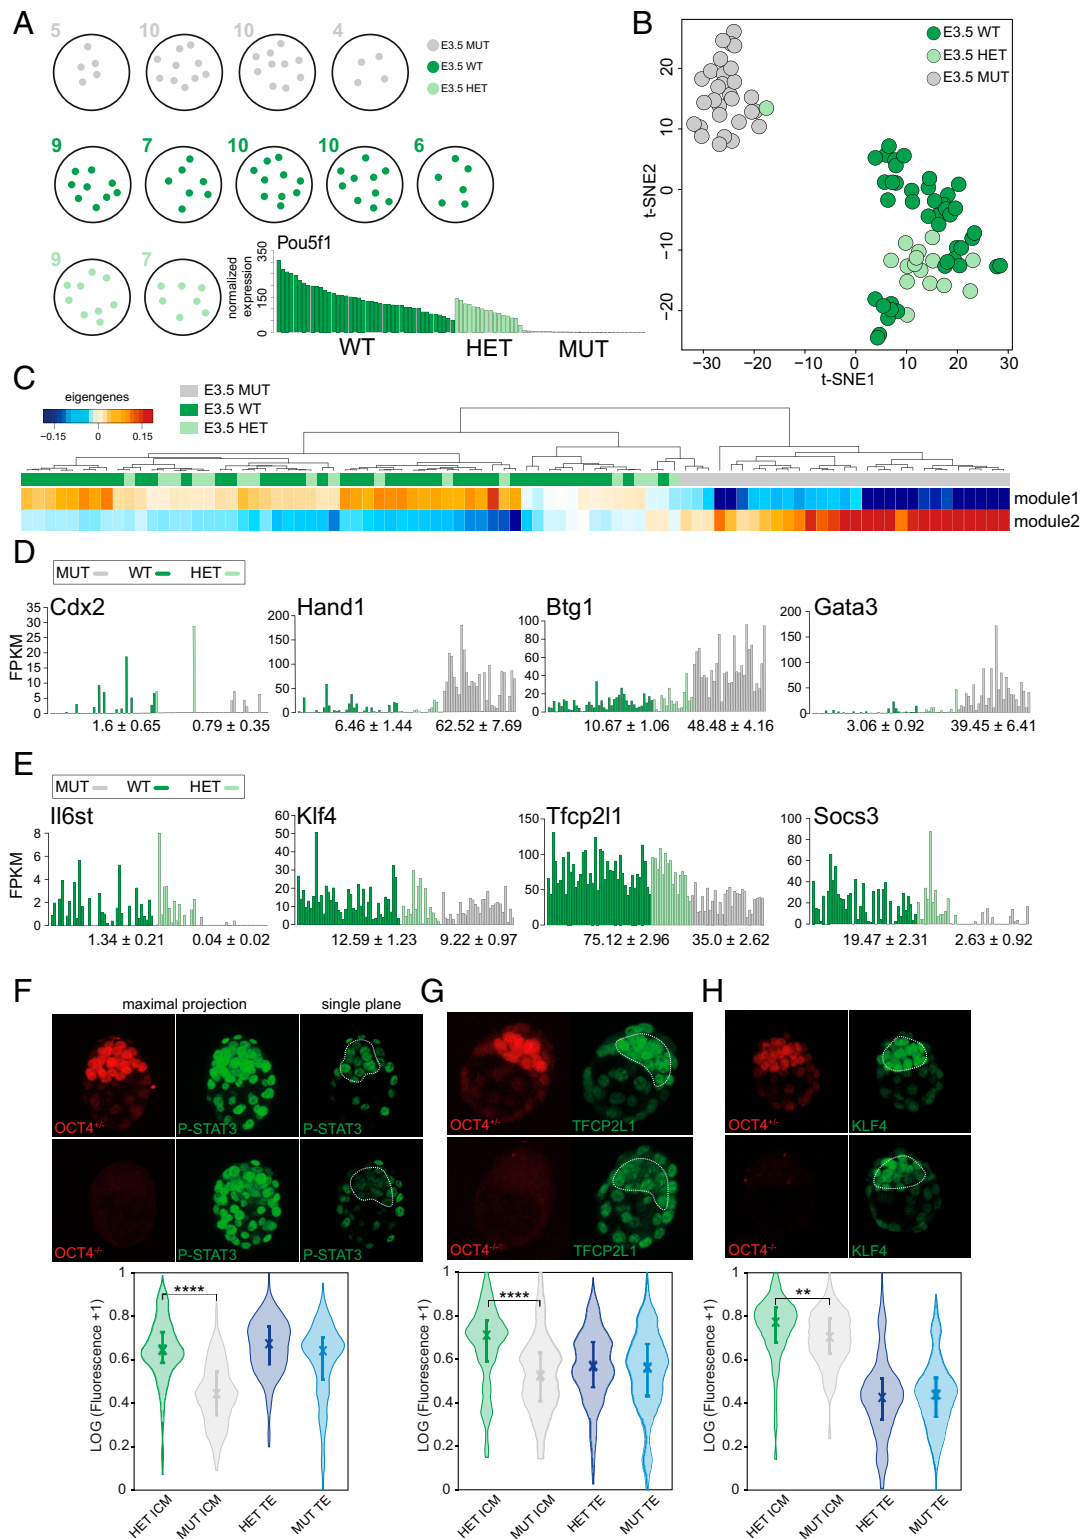 A
5 10 10 4
E3.5 MUT
E3.5 WT
E3.5 HET
9 7 10 10 6
9 7
Pou5f1
normalized expression
350
150
0
WT HET MUT
B
E3.5 WT
E3.5 HET
E3.5 MUT
t-SNE2
20
10
0
−10
−20
−30 −20 −10 0 10 20 30
t-SNE1
C
eigengenes
−0.15 0 0.15
E3.5 MUT
E3.5 WT
E3.5 HET
module1
module2
D
MUT WT HET
Cdx2 Hand1 Btg1 Gata3
FPKM
35
30
25
20
15
10
5
0
200
150
100
50
0
100
80
60
40
20
0
200
150
100
50
0
1.6 ± 0.65 0.79 ± 0.35 6.46 ± 1.44 62.52 ± 7.69 10.67 ± 1.06 48.48 ± 4.16 3.06 ± 0.92 39.45 ± 6.41
E
MUT WT HET
Il6st Klf4 Tfcp2l1 Socs3
FPKM
8
6
4
2
0
60
50
40
30
20
10
0
150
100
50
0
100
80
60
40
20
0
1.34 ± 0.21 0.04 ± 0.02 12.59 ± 1.23 9.22 ± 0.97 75.12 ± 2.96 35.0 ± 2.62 19.47 ± 2.31 2.63 ± 0.92
F
maximal projection single plane
OCT4+/- P-STAT3 P-STAT3
OCT4-/- P-STAT3 P-STAT3
LOG (Fluorescence +1)
1
0.8
0.6
0.4
0.2
0
****
HET ICM MUT ICM HET TE MUT TE
G
OCT4+/- TFCP2L1
OCT4-/- TFCP2L1
LOG (Fluorescence +1)
1
0.8
0.6
0.4
0.2
0
****
HET ICM MUT ICM HET TE MUT TE
H
OCT4+/- KLF4
OCT4-/- KLF4
LOG (Fluorescence +1)
1
0.8
0.6
0.4
0.2
0
**
HET ICM MUT ICM HET TE MUT TE